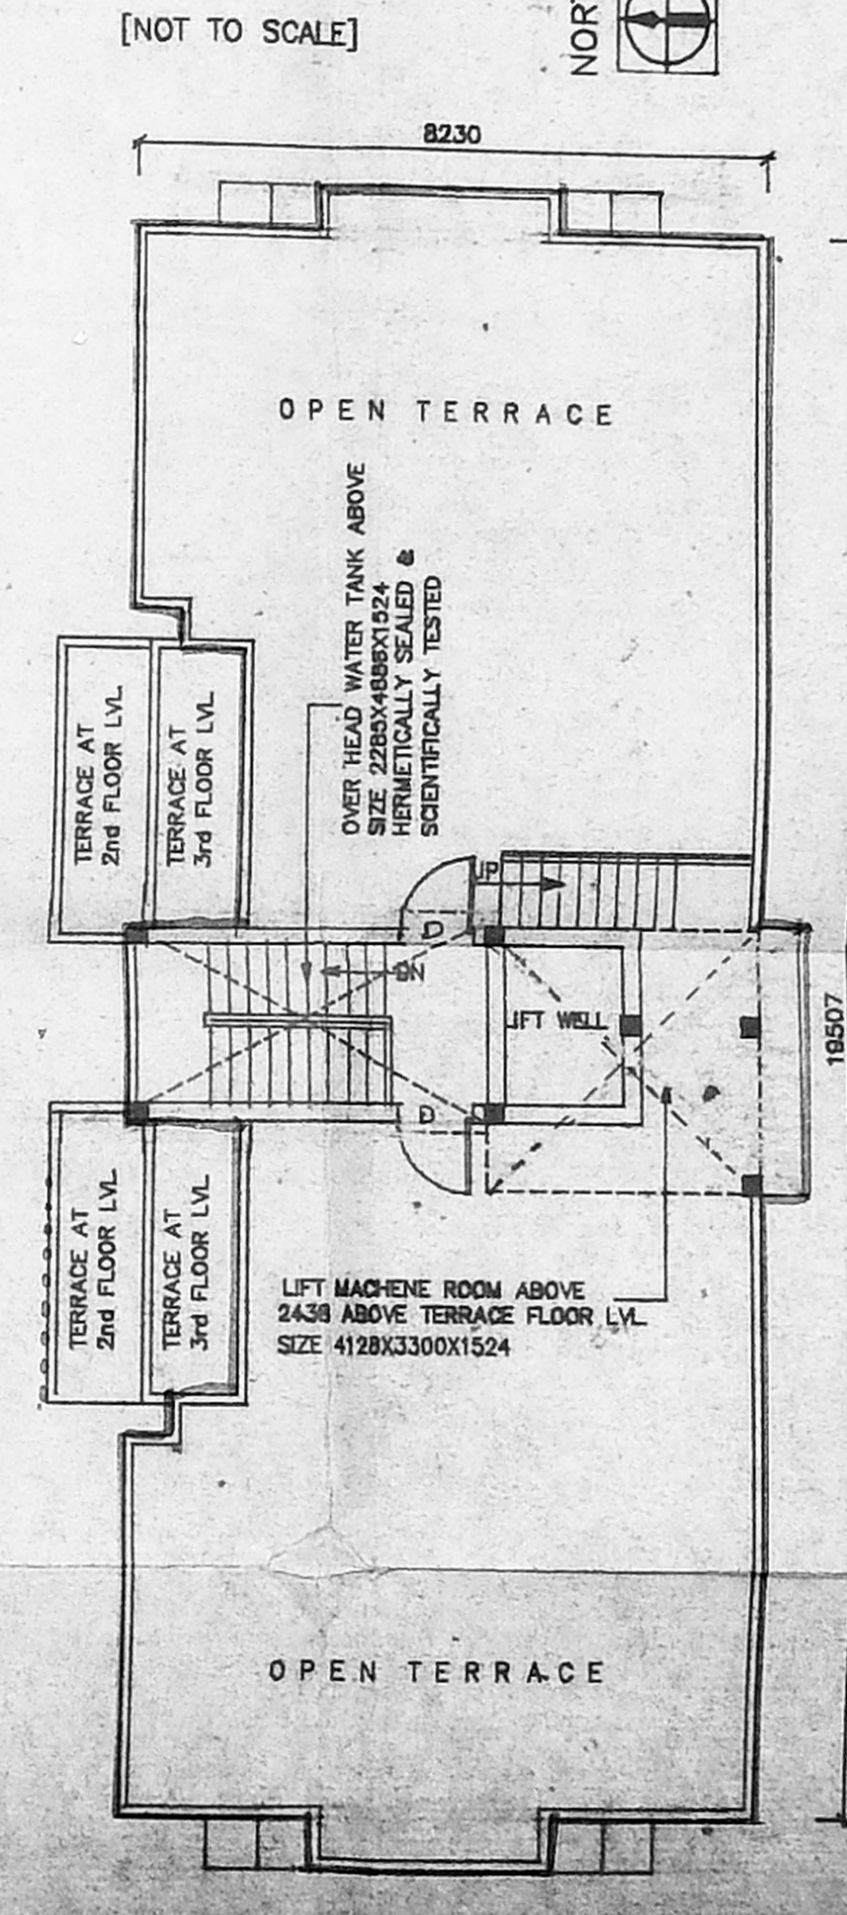 [NOT TO SCALE]
NOR
8230
OPEN TERRACE
OVER HEAD WATER TANK ABOVE
SIZE 2285X4885X1524
HERMETICALLY SEALED &
SCIENTIFICALLY TESTED
TERRACE AT
2nd FLOOR LVL
TERRACE AT
3rd FLOOR LVL
UP
D
DN
LIFT WELL
19507
D
TERRACE AT
2nd FLOOR LVL
TERRACE AT
3rd FLOOR LVL
LIFT MACHENE ROOM ABOVE
2438 ABOVE TERRACE FLOOR LVL
SIZE 4128X3300X1524
OPEN TERRACE